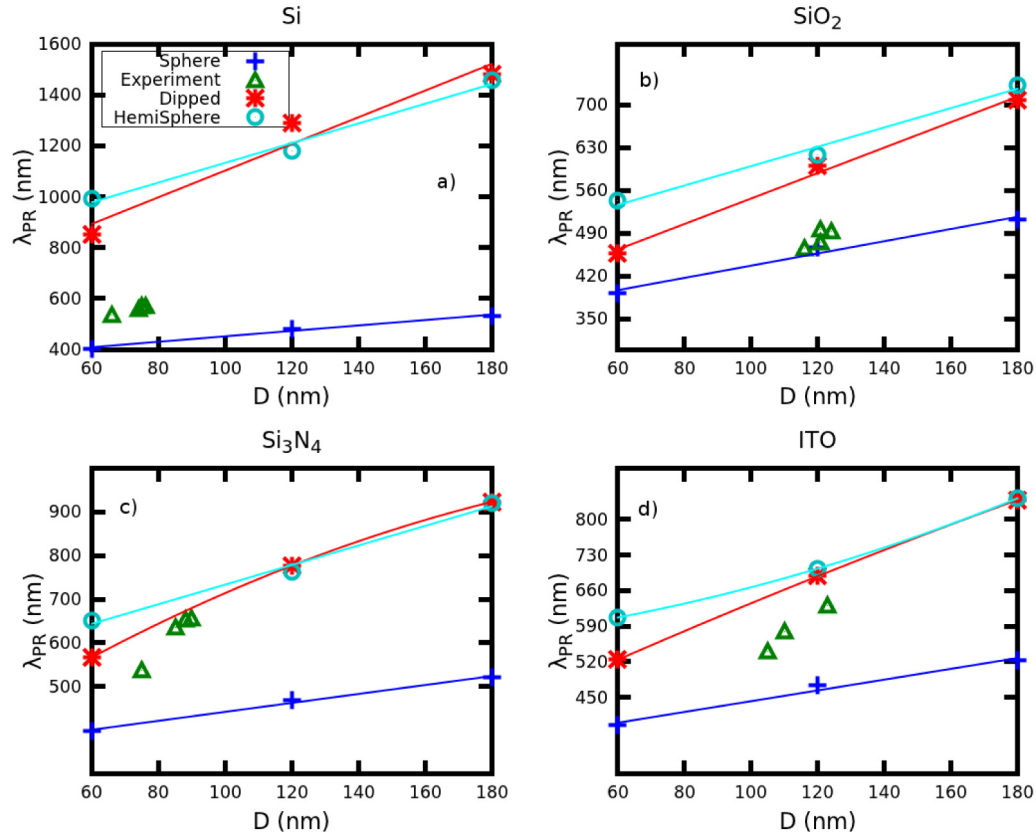 Si
1600
1400
1200
1000
800
600
400
λPR (nm)
Sphere
Experiment
Dipped
HemiSphere
a)
60 80 100 120 140 160 180
D (nm)
SiO2
700
630
560
490
420
350
λPR (nm)
b)
60 80 100 120 140 160 180
D (nm)
Si3N4
900
800
700
600
500
λPR (nm)
c)
60 80 100 120 140 160 180
D (nm)
ITO
800
730
660
590
520
450
λPR (nm)
d)
60 80 100 120 140 160 180
D (nm)